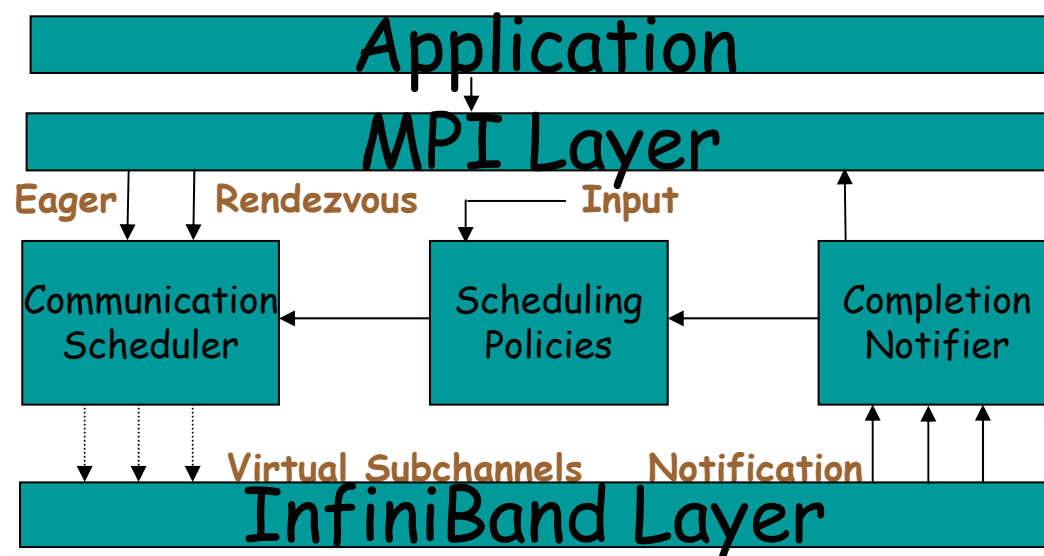 Application
MPI Layer
Eager
Rendezvous
Input
Communication
Scheduler
Scheduling
Policies
Completion
Notifier
Virtual Subchannels
Notification
InfiniBand Layer